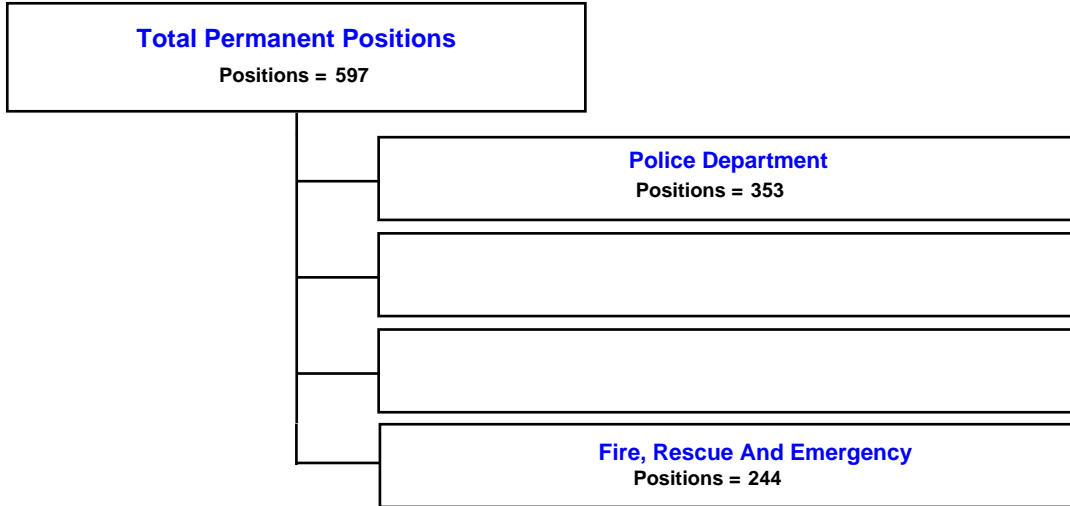 Total Permanent Positions
Positions = 597
Police Department
Positions = 353
Fire, Rescue And Emergency
Positions = 244